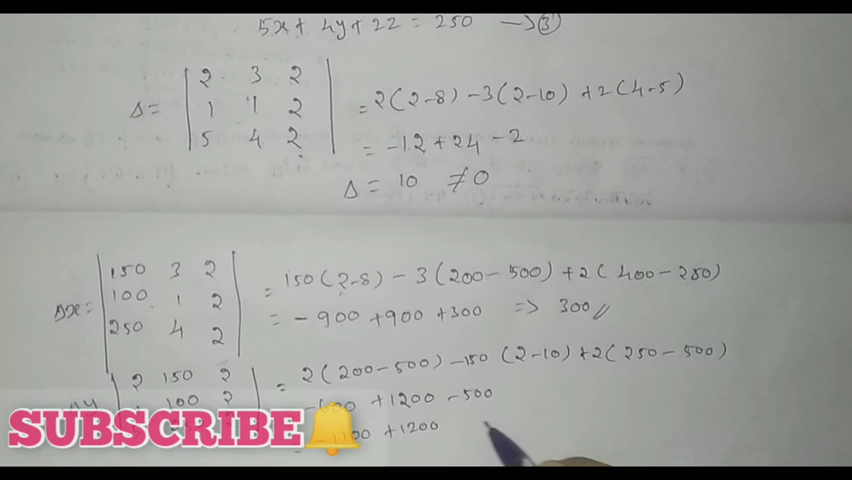 5x + 4y + 2z = 250 → ③
Δ = | 2 3 2 | = 2(2-8) - 3(2-10) + 2(4-5)
| 1 1 2 |
| 5 4 2 | = -12 + 24 - 2
Δ = 10 ≠ 0
Δx = | 150 3 2 | = 150(2-8) - 3(200-500) + 2(400-250)
| 100 1 2 |
| 250 4 2 | = -900 + 900 + 300 => 300 //
Δy | 2 150 2 | = 2(200-500) - 150(2-10) + 2(250-500)
100 2 + 1200 - 500
+ 1200
SUBSCRIBE